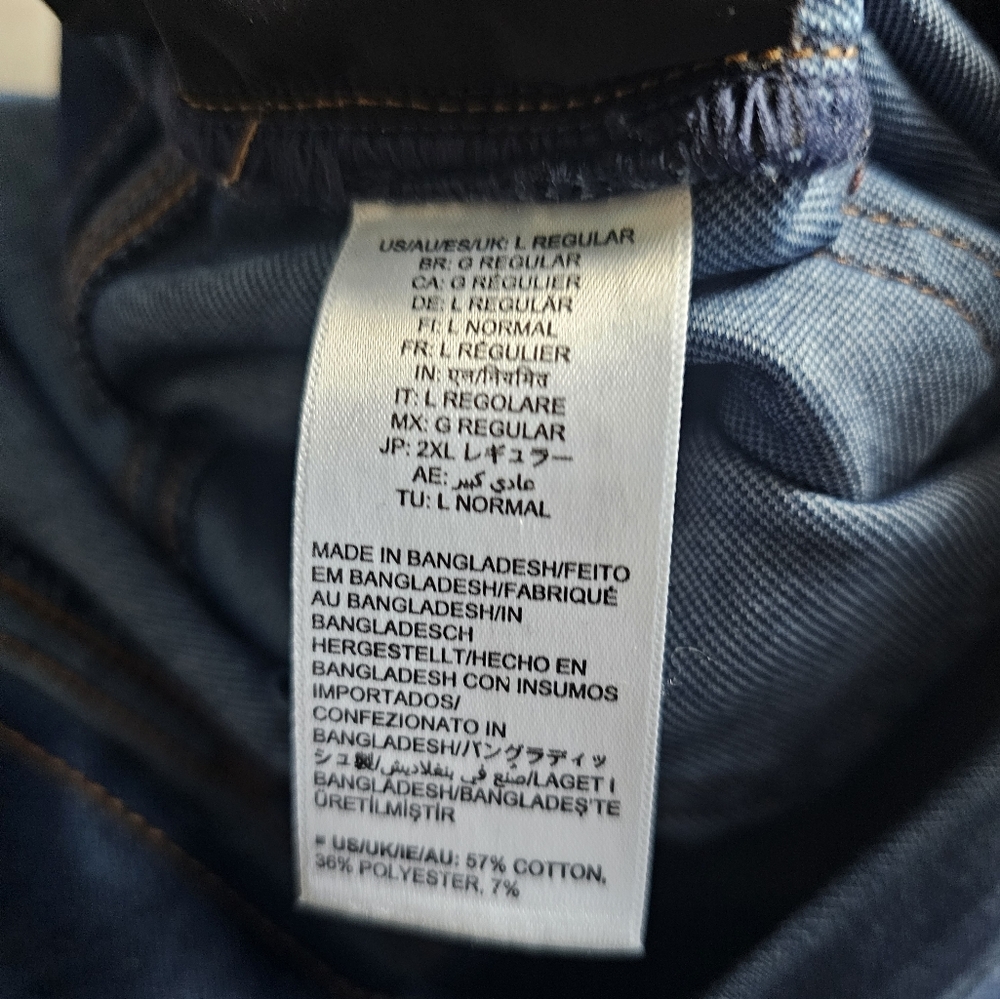 US/AU/ES/UK: L REGULAR
BR: G REGULAR
CA: G RÉGULIER
DE: L REGULÄR
FI: L NORMAL
FR: L RÉGULIER
IN: एल/नियमित
IT: L REGOLARE
MX: G REGULAR
JP: 2XL レギュラー
AE: عادي كبير
TU: L NORMAL
MADE IN BANGLADESH/FEITO
EM BANGLADESH/FABRIQUÉ
AU BANGLADESH/IN
BANGLADESCH
HERGESTELLT/HECHO EN
BANGLADESH CON INSUMOS
IMPORTADOS/
CONFEZIONATO IN
BANGLADESH/バングラディッ
シュ製/صنع في بنغلاديش/LAGET I
BANGLADESH/BANGLADEŞ'TE
ÜRETİLMİŞTİR
= US/UK/IE/AU: 57% COTTON,
36% POLYESTER, 7%